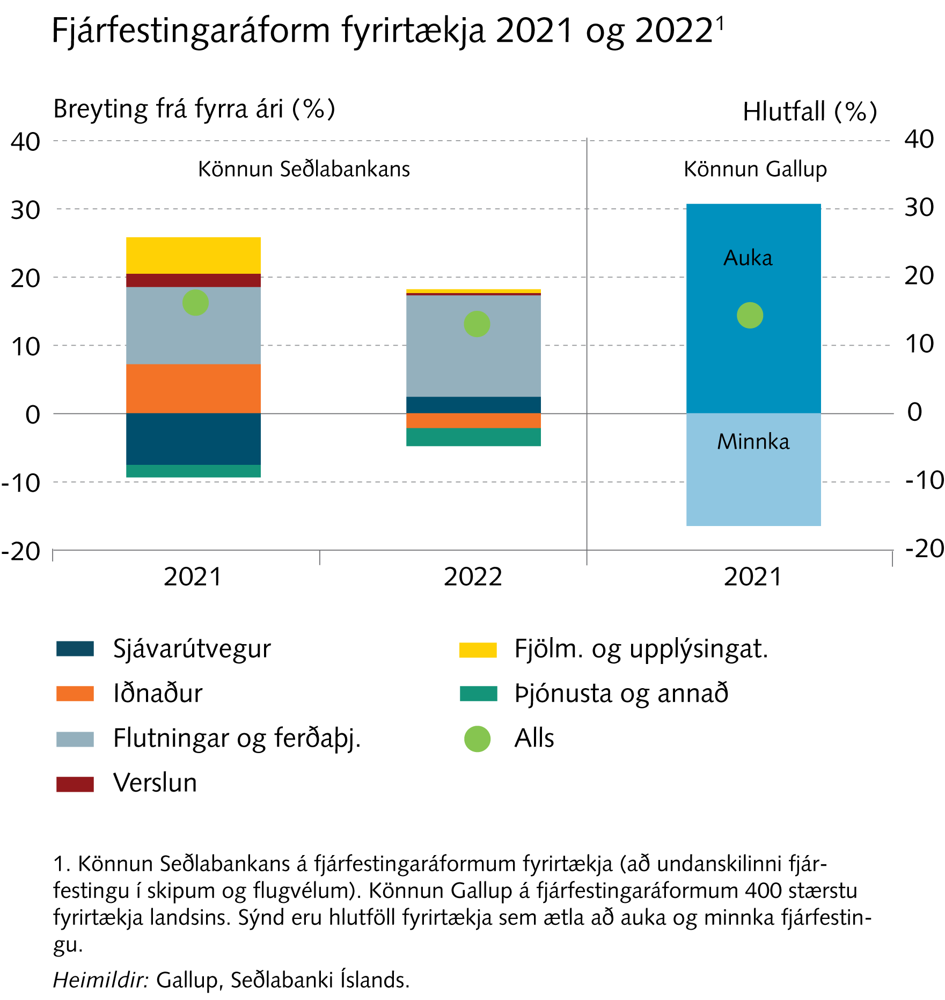 Fjárfestingaráform fyrirtækja 2021 og 2022¹
Breyting frá fyrra ári (%)
Hlutfall (%)
40
40
Könnun Seðlabankans
Könnun Gallup
30
30
Auka
20
20
10
10
0
0
Minnka
-10
-10
-20
-20
2021
2022
2021
Sjávarútvegur
Fjölm. og upplýsingat.
Iðnaður
Þjónusta og annað
Flutningar og ferðaþj.
Alls
Verslun
1. Könnun Seðlabankans á fjárfestingaráformum fyrirtækja (að undanskilinni fjár-
festingu í skipum og flugvélum). Könnun Gallup á fjárfestingaráformum 400 stærstu
fyrirtækja landsins. Sýnd eru hlutföll fyrirtækja sem ætla að auka og minnka fjárfestin-
gu.
Heimildir: Gallup, Seðlabanki Íslands.